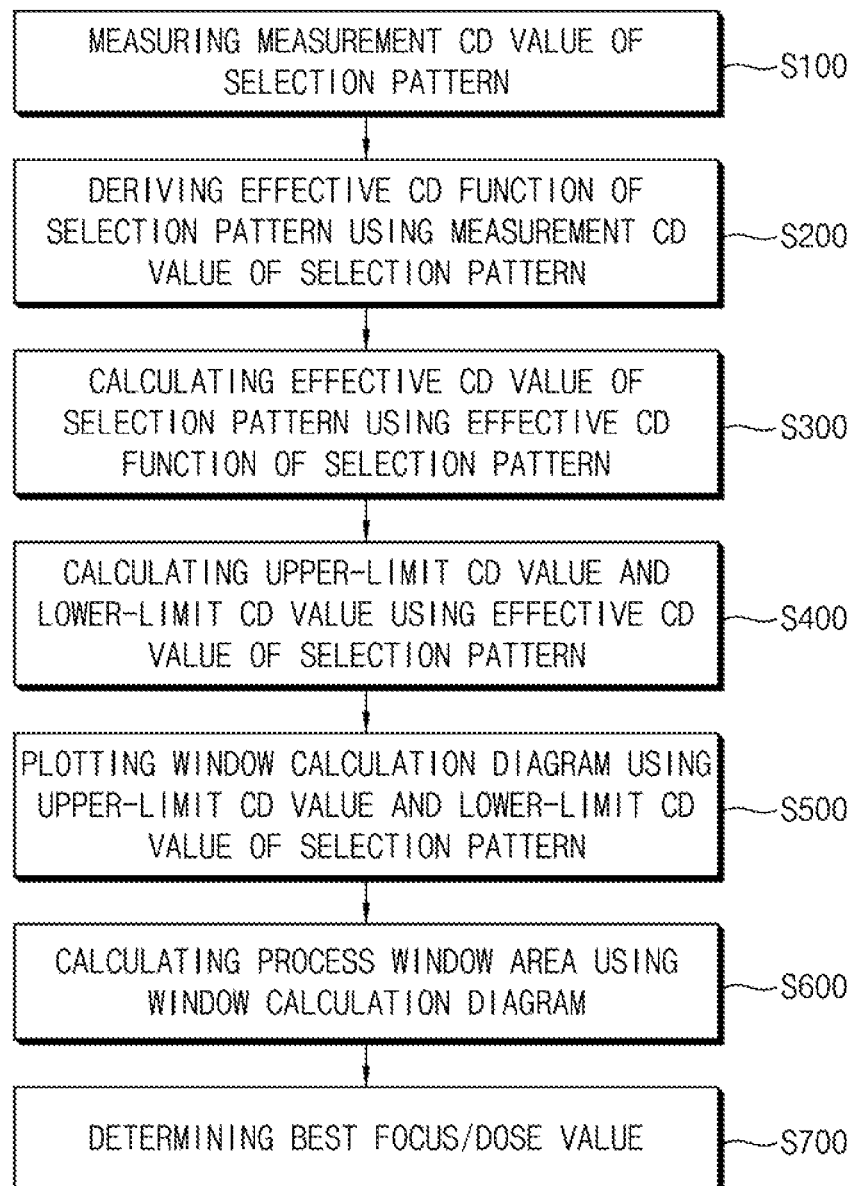 MEASURING MEASUREMENT CD VALUE OF
SELECTION PATTERN
S100
DERIVING EFFECTIVE CD FUNCTION OF
SELECTION PATTERN USING MEASUREMENT CD
VALUE OF SELECTION PATTERN
S200
CALCULATING EFFECTIVE CD VALUE OF
SELECTION PATTERN USING EFFECTIVE CD
FUNCTION OF SELECTION PATTERN
S300
CALCULATING UPPER-LIMIT CD VALUE AND
LOWER-LIMIT CD VALUE USING EFFECTIVE CD
VALUE OF SELECTION PATTERN
S400
PLOTTING WINDOW CALCULATION DIAGRAM USING
UPPER-LIMIT CD VALUE AND LOWER-LIMIT CD
VALUE OF SELECTION PATTERN
S500
CALCULATING PROCESS WINDOW AREA USING
WINDOW CALCULATION DIAGRAM
S600
DETERMINING BEST FOCUS/DOSE VALUE
S700